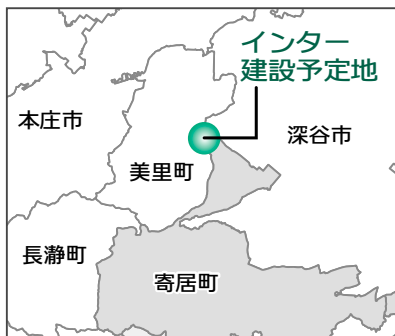 インター
建設予定地
本庄市
深谷市
美里町
長瀞町
寄居町